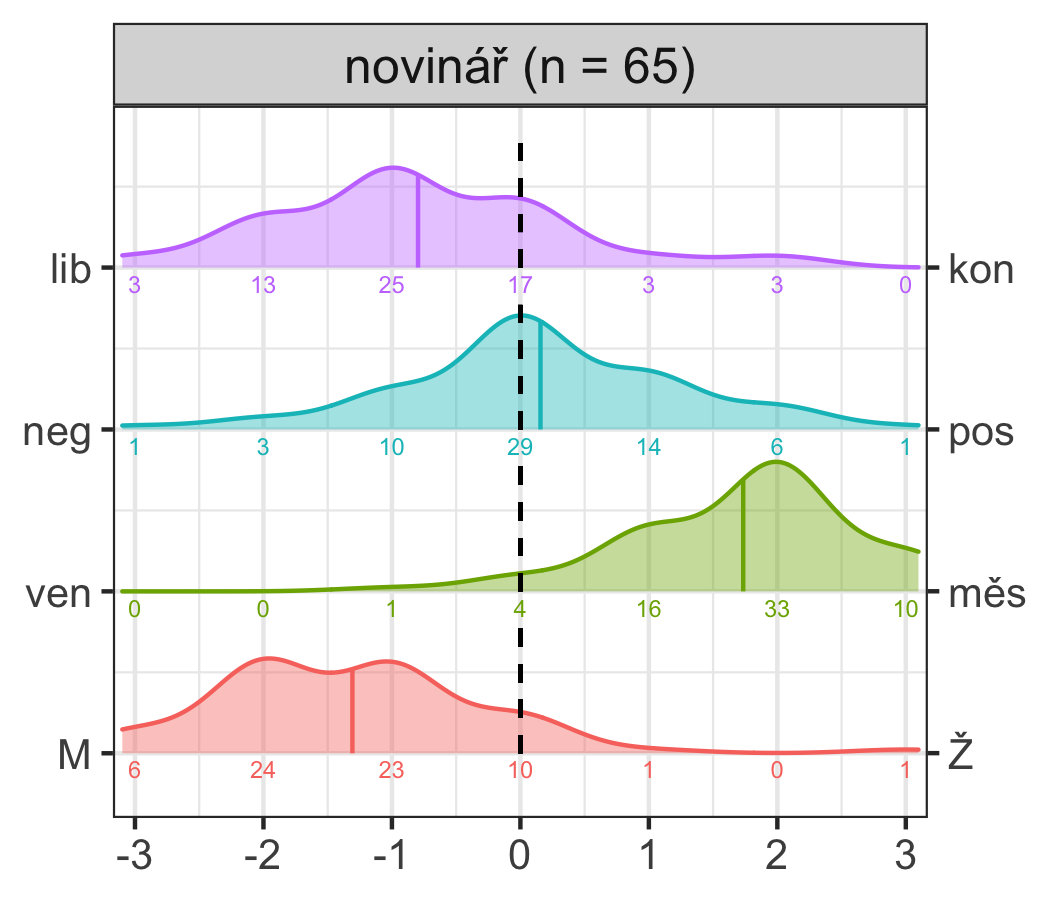 novinář (n = 65)
lib kon
3 13 25 17 3 3 0
neg pos
1 3 10 29 14 6 1
ven měs
0 0 1 4 16 33 10
M Ž
6 24 23 10 1 0 1
-3 -2 -1 0 1 2 3